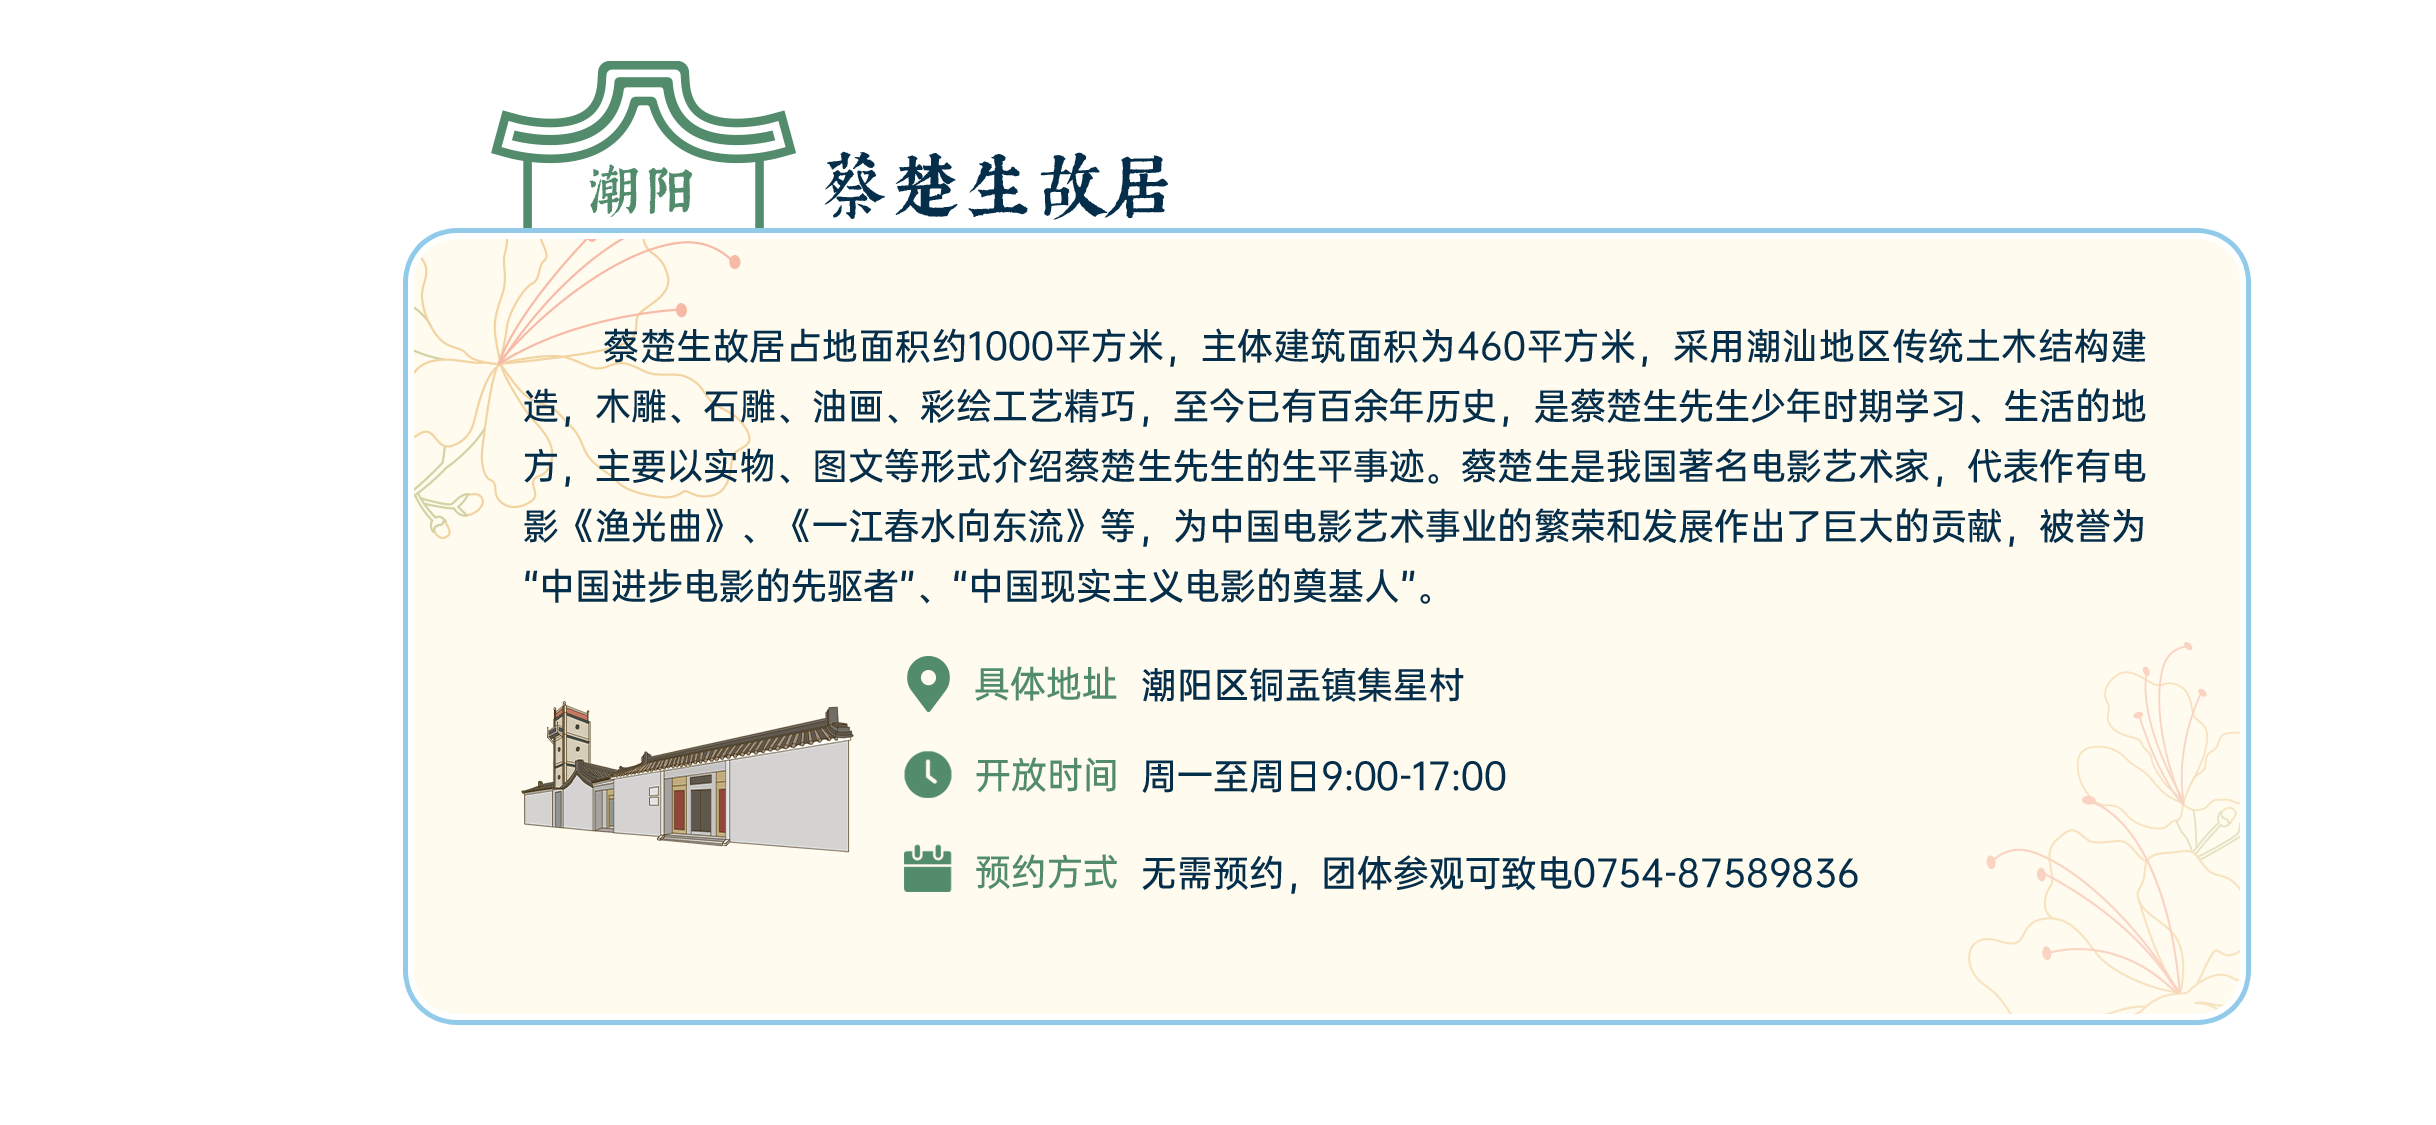 潮阳
蔡楚生故居
蔡楚生故居占地面积约1000平方米，主体建筑面积为460平方米，采用潮汕地区传统土木结构建
造，木雕、石雕、油画、彩绘工艺精巧，至今已有百余年历史，是蔡楚生先生少年时期学习、生活的地
方，主要以实物、图文等形式介绍蔡楚生先生的生平事迹。蔡楚生是我国著名电影艺术家，代表作有电
影《渔光曲》、《一江春水向东流》等，为中国电影艺术事业的繁荣和发展作出了巨大的贡献，被誉为
“中国进步电影的先驱者”、“中国现实主义电影的奠基人”。
具体地址 潮阳区铜盂镇集星村
开放时间 周一至周日9:00-17:00
预约方式 无需预约，团体参观可致电0754-87589836